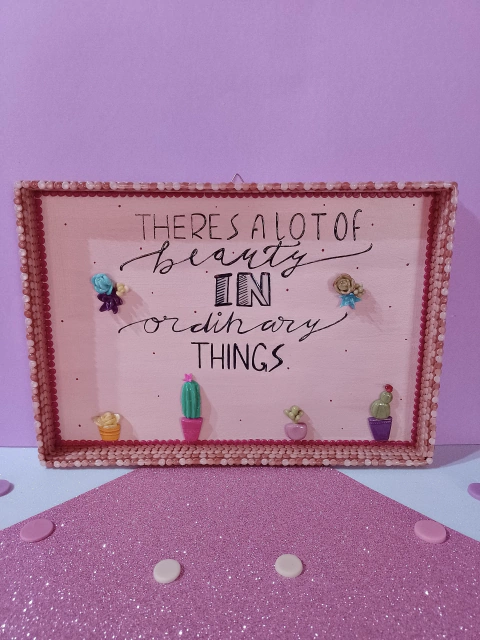 THERES A LOT OF
beauty
IN
ordinary
THINGS.